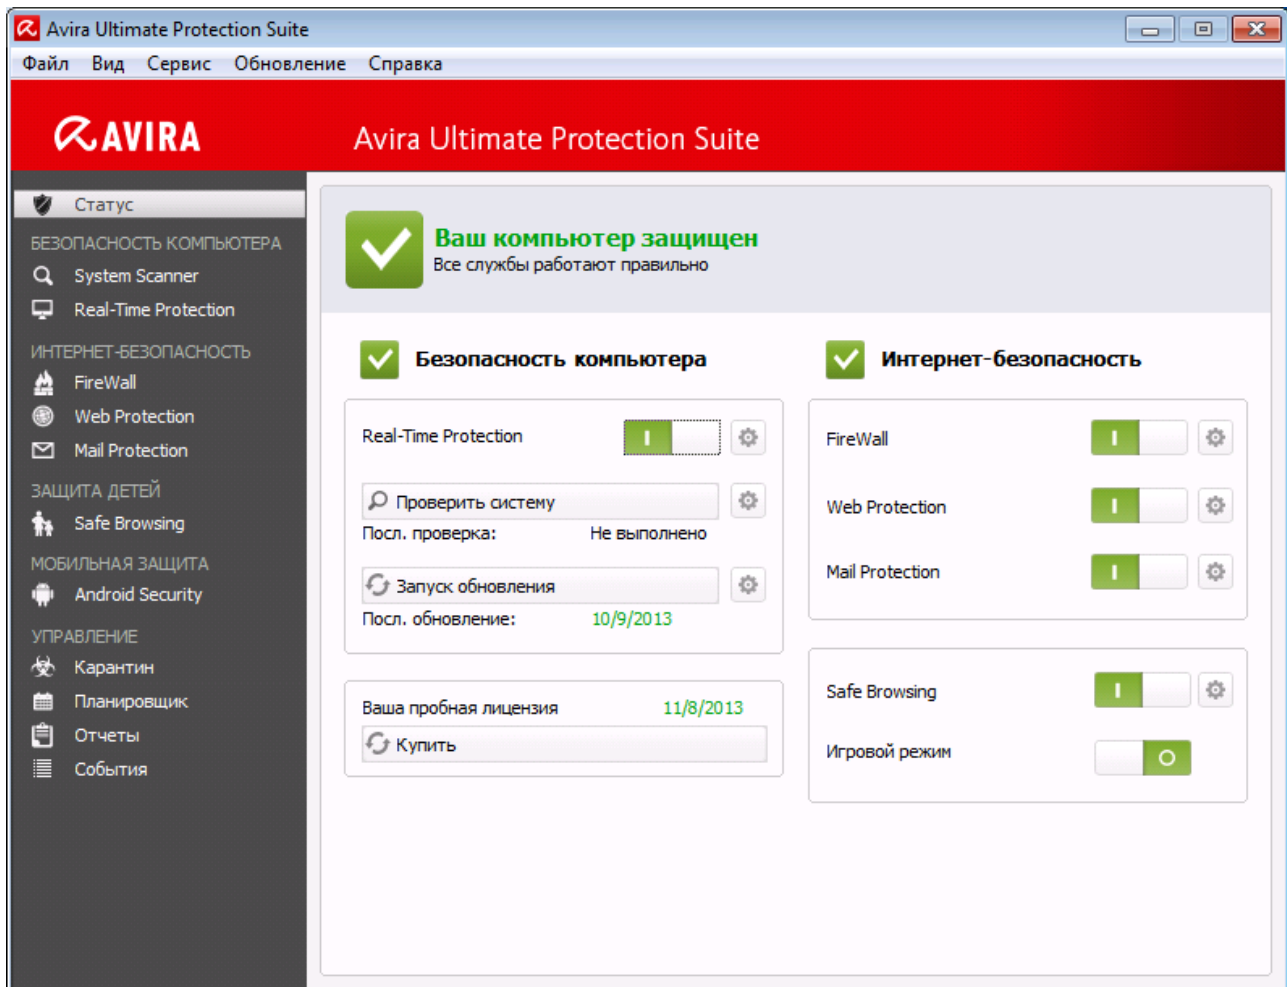 Avira Ultimate Protection Suite
Файл Вид Сервис Обновление Справка
AVIRA
Avira Ultimate Protection Suite
Статус
БЕЗОПАСНОСТЬ КОМПЬЮТЕРА
System Scanner
Real-Time Protection
ИНТЕРНЕТ-БЕЗОПАСНОСТЬ
FireWall
Web Protection
Mail Protection
ЗАЩИТА ДЕТЕЙ
Safe Browsing
МОБИЛЬНАЯ ЗАЩИТА
Android Security
УПРАВЛЕНИЕ
Карантин
Планировщик
Отчеты
События
Ваш компьютер защищен
Все службы работают правильно
Безопасность компьютера
Real-Time Protection
Проверить систему
Посл. проверка: Не выполнено
Запуск обновления
Посл. обновление: 10/9/2013
Ваша пробная лицензия 11/8/2013
Купить
Интернет-безопасность
FireWall
Web Protection
Mail Protection
Safe Browsing
Игровой режим